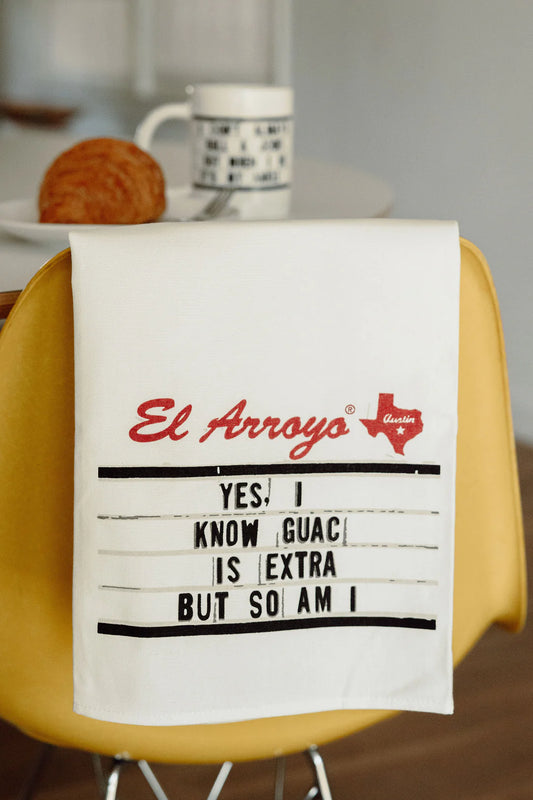 El Arroyo®
Austin
YES, I
KNOW GUAC
IS EXTRA
BUT SO AM I